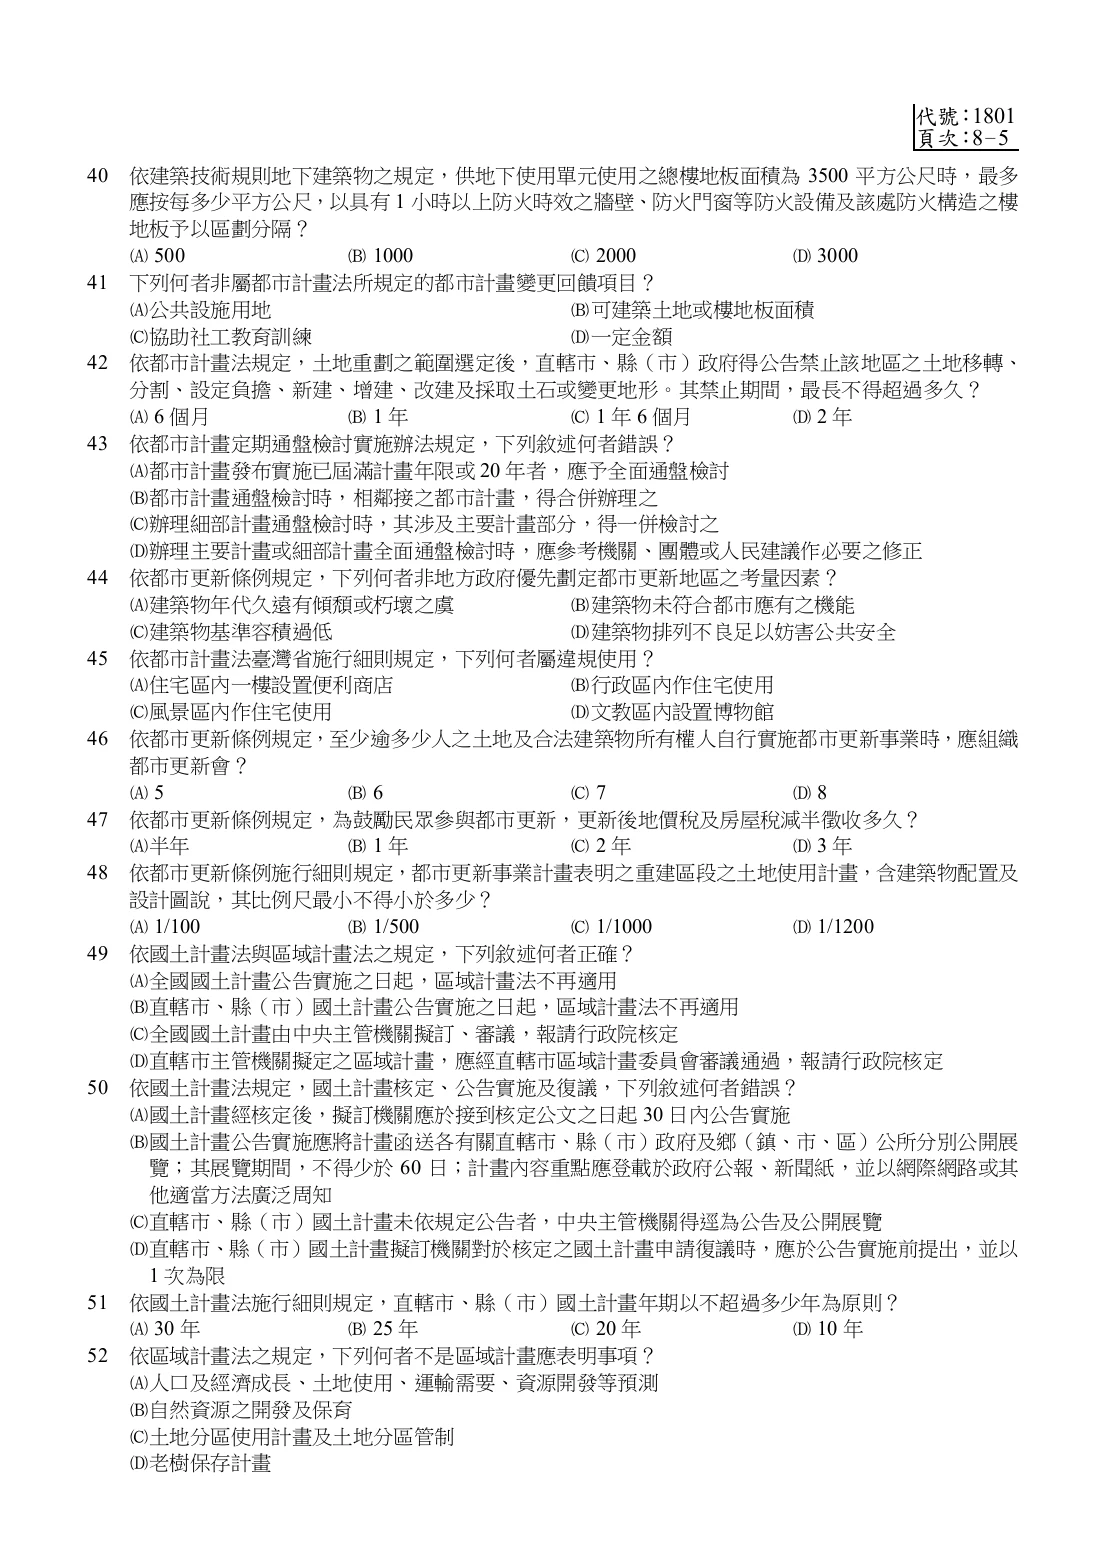 代號：1801
頁次：8－5
40 依建築技術規則地下建築物之規定，供地下使用單元使用之總樓地板面積為 3500 平方公尺時，最多
應按每多少平方公尺，以具有 1 小時以上防火時效之牆壁、防火門窗等防火設備及該處防火構造之樓
地板予以區劃分隔？
(A) 500 (B) 1000 (C) 2000 (D) 3000
41 下列何者非屬都市計畫法所規定的都市計畫變更回饋項目？
(A)公共設施用地 (B)可建築土地或樓地板面積
(C)協助社工教育訓練 (D)一定金額
42 依都市計畫法規定，土地重劃之範圍選定後，直轄市、縣（市）政府得公告禁止該地區之土地移轉、
分割、設定負擔、新建、增建、改建及採取土石或變更地形。其禁止期間，最長不得超過多久？
(A) 6 個月 (B) 1 年 (C) 1 年 6 個月 (D) 2 年
43 依都市計畫定期通盤檢討實施辦法規定，下列敘述何者錯誤？
(A)都市計畫發布實施已屆滿計畫年限或 20 年者，應予全面通盤檢討
(B)都市計畫通盤檢討時，相鄰接之都市計畫，得合併辦理之
(C)辦理細部計畫通盤檢討時，其涉及主要計畫部分，得一併檢討之
(D)辦理主要計畫或細部計畫全面通盤檢討時，應參考機關、團體或人民建議作必要之修正
44 依都市更新條例規定，下列何者非地方政府優先劃定都市更新地區之考量因素？
(A)建築物年代久遠有傾頹或朽壞之虞 (B)建築物未符合都市應有之機能
(C)建築物基準容積過低 (D)建築物排列不良足以妨害公共安全
45 依都市計畫法臺灣省施行細則規定，下列何者屬違規使用？
(A)住宅區內一樓設置便利商店 (B)行政區內作住宅使用
(C)風景區內作住宅使用 (D)文教區內設置博物館
46 依都市更新條例規定，至少逾多少人之土地及合法建築物所有權人自行實施都市更新事業時，應組織
都市更新會？
(A) 5 (B) 6 (C) 7 (D) 8
47 依都市更新條例規定，為鼓勵民眾參與都市更新，更新後地價稅及房屋稅減半徵收多久？
(A)半年 (B) 1 年 (C) 2 年 (D) 3 年
48 依都市更新條例施行細則規定，都市更新事業計畫表明之重建區段之土地使用計畫，含建築物配置及
設計圖說，其比例尺最小不得小於多少？
(A) 1/100 (B) 1/500 (C) 1/1000 (D) 1/1200
49 依國土計畫法與區域計畫法之規定，下列敘述何者正確？
(A)全國國土計畫公告實施之日起，區域計畫法不再適用
(B)直轄市、縣（市）國土計畫公告實施之日起，區域計畫法不再適用
(C)全國國土計畫由中央主管機關擬訂、審議，報請行政院核定
(D)直轄市主管機關擬定之區域計畫，應經直轄市區域計畫委員會審議通過，報請行政院核定
50 依國土計畫法規定，國土計畫核定、公告實施及復議，下列敘述何者錯誤？
(A)國土計畫經核定後，擬訂機關應於接到核定公文之日起 30 日內公告實施
(B)國土計畫公告實施應將計畫函送各有關直轄市、縣（市）政府及鄉（鎮、市、區）公所分別公開展
覽；其展覽期間，不得少於 60 日；計畫內容重點應登載於政府公報、新聞紙，並以網際網路或其
他適當方法廣泛周知
(C)直轄市、縣（市）國土計畫未依規定公告者，中央主管機關得逕為公告及公開展覽
(D)直轄市、縣（市）國土計畫擬訂機關對於核定之國土計畫申請復議時，應於公告實施前提出，並以
1 次為限
51 依國土計畫法施行細則規定，直轄市、縣（市）國土計畫年期以不超過多少年為原則？
(A) 30 年 (B) 25 年 (C) 20 年 (D) 10 年
52 依區域計畫法之規定，下列何者不是區域計畫應表明事項？
(A)人口及經濟成長、土地使用、運輸需要、資源開發等預測
(B)自然資源之開發及保育
(C)土地分區使用計畫及土地分區管制
(D)老樹保存計畫